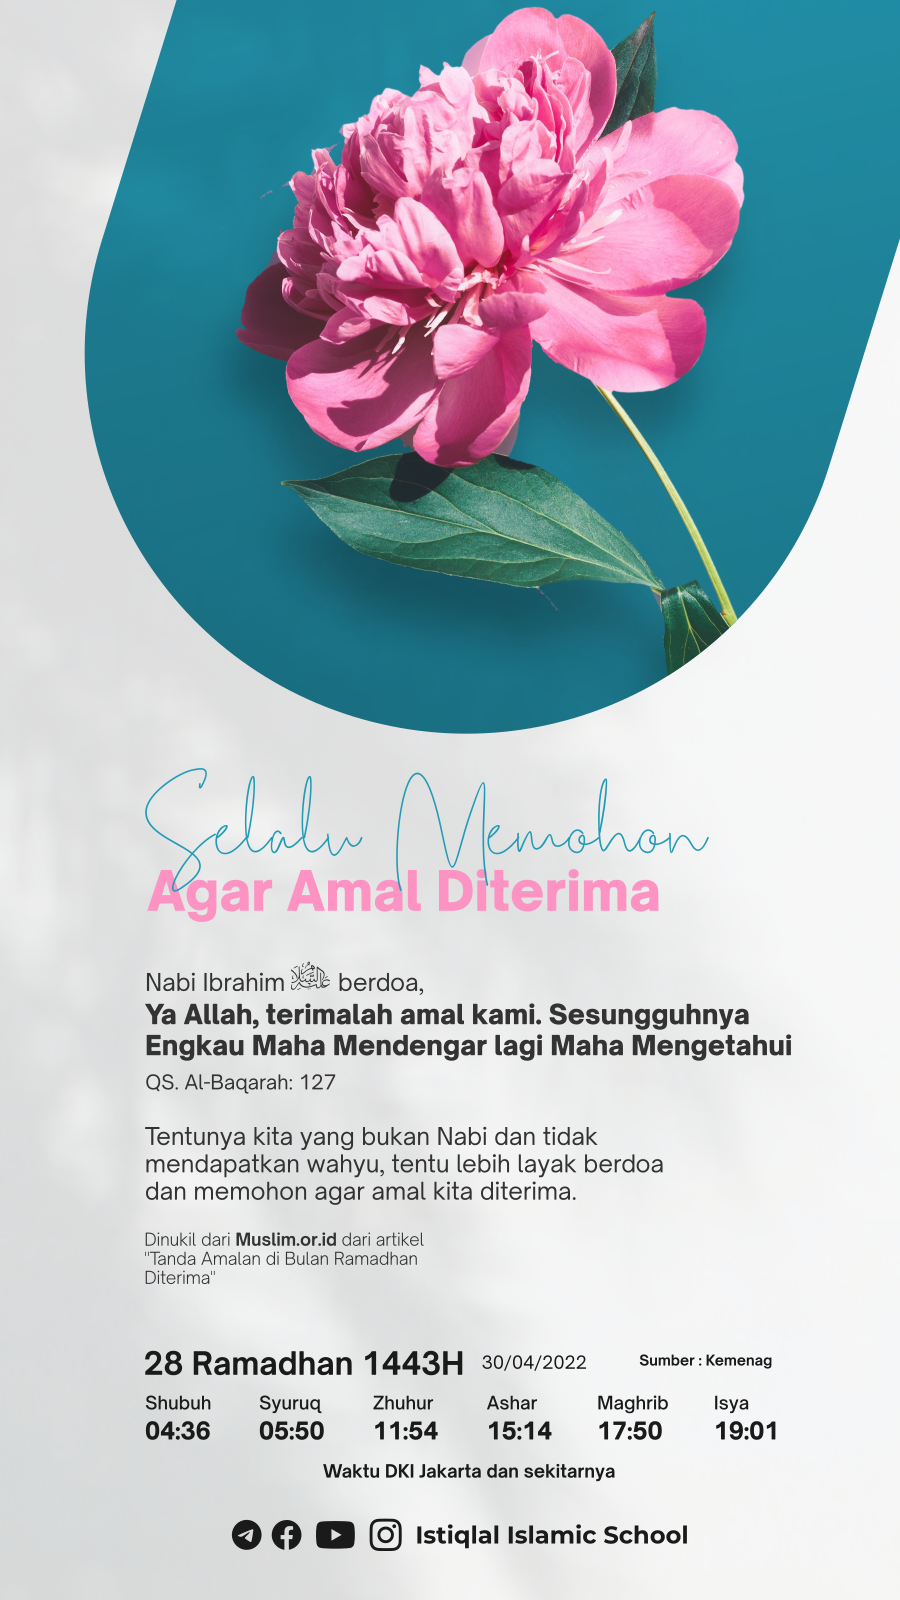 Selalu Memohon
Agar Amal Diterima
Nabi Ibrahim عليه السلام berdoa,
Ya Allah, terimalah amal kami. Sesungguhnya
Engkau Maha Mendengar lagi Maha Mengetahui
QS. Al-Baqarah: 127
Tentunya kita yang bukan Nabi dan tidak
mendapatkan wahyu, tentu lebih layak berdoa
dan memohon agar amal kita diterima.
Dinukil dari Muslim.or.id dari artikel
"Tanda Amalan di Bulan Ramadhan
Diterima"
28 Ramadhan 1443H 30/04/2022 Sumber : Kemenag
Shubuh Syuruq Zhuhur Ashar Maghrib Isya
04:36 05:50 11:54 15:14 17:50 19:01
Waktu DKI Jakarta dan sekitarnya
Istiqlal Islamic School